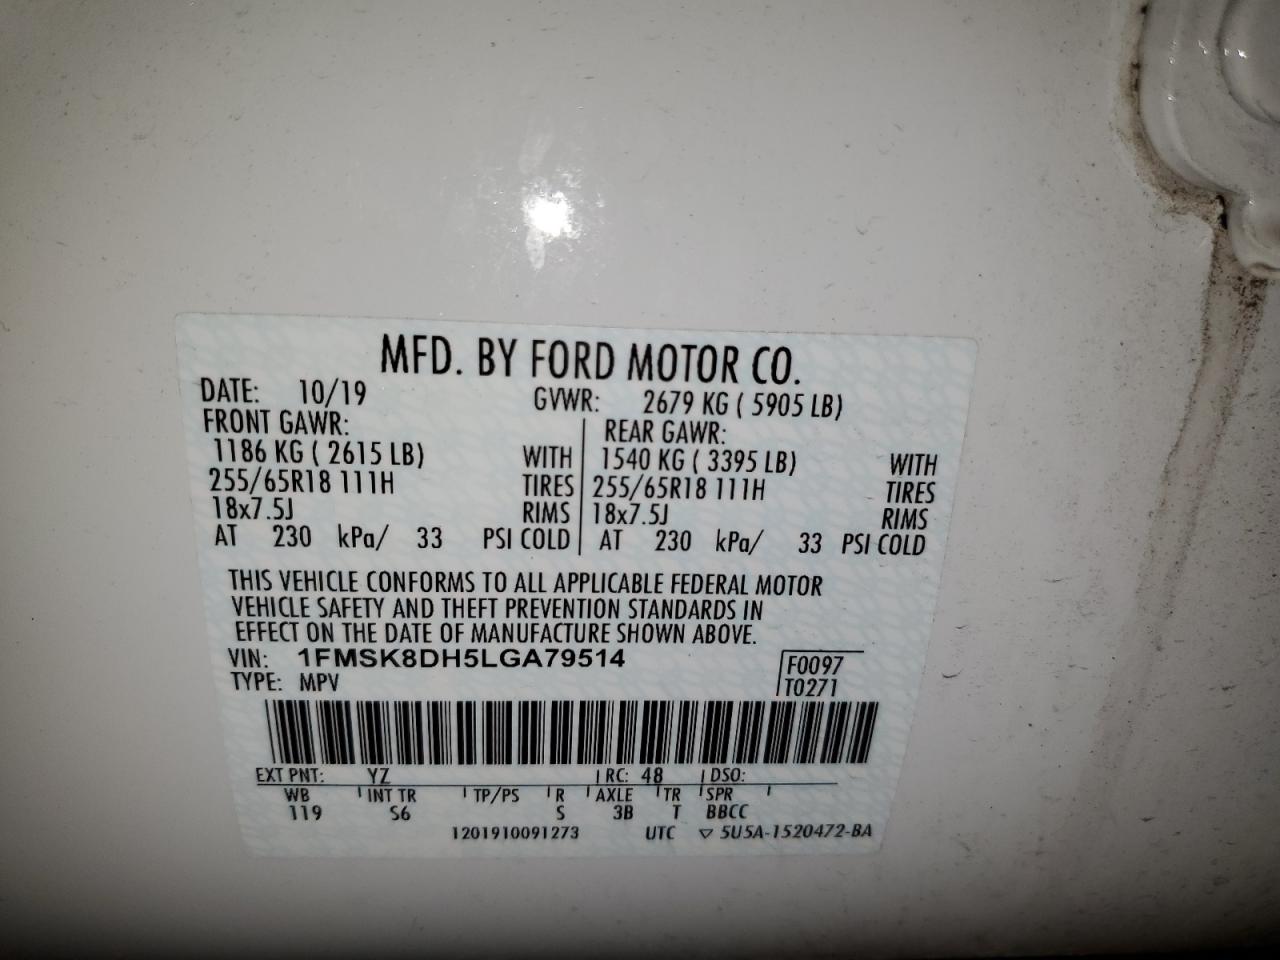 MFD. BY FORD MOTOR CO.
DATE: 10/19 GVWR: 2679 KG ( 5905 LB)
FRONT GAWR: REAR GAWR:
1186 KG ( 2615 LB) WITH 1540 KG ( 3395 LB) WITH
255/65R18 111H TIRES 255/65R18 111H TIRES
18x7.5J RIMS 18x7.5J RIMS
AT 230 kPa/ 33 PSI COLD AT 230 kPa/ 33 PSI COLD
THIS VEHICLE CONFORMS TO ALL APPLICABLE FEDERAL MOTOR
VEHICLE SAFETY AND THEFT PREVENTION STANDARDS IN
EFFECT ON THE DATE OF MANUFACTURE SHOWN ABOVE.
VIN: 1FMSK8DH5LGA79514 F0097
TYPE: MPV T0271
EXT PNT: YZ RC: 48 DSO:
WB INT TR TP/PS R AXLE TR SPR
119 S6 S 3B T BBCC
1201910091273 UTC ▽ 5U5A-1520472-BA